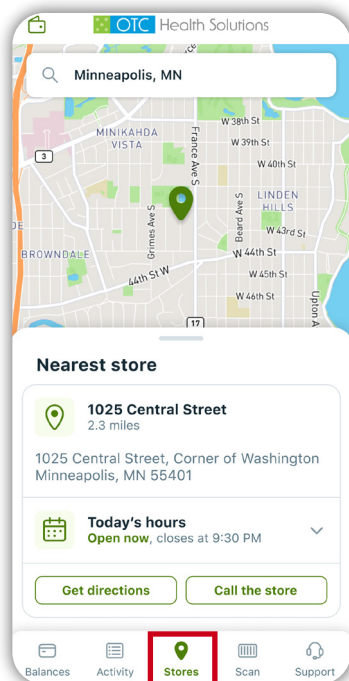 OTC Health Solutions
Minneapolis, MN
W 38th St
MINIKAHDA
VISTA
France Ave S
W 39th St
3
W 40th St
LINDEN
HILLS
Grimes Ave S
Beard Ave S
W 43rd St
BROWNDALE
W 44th St
44th St W
W 45th St
W 46th St
Upton A
17
Nearest store
1025 Central Street
2.3 miles
1025 Central Street, Corner of Washington
Minneapolis, MN 55401
Today's hours
Open now, closes at 9:30 PM
Get directions
Call the store
Balances
Activity
Stores
Scan
Support